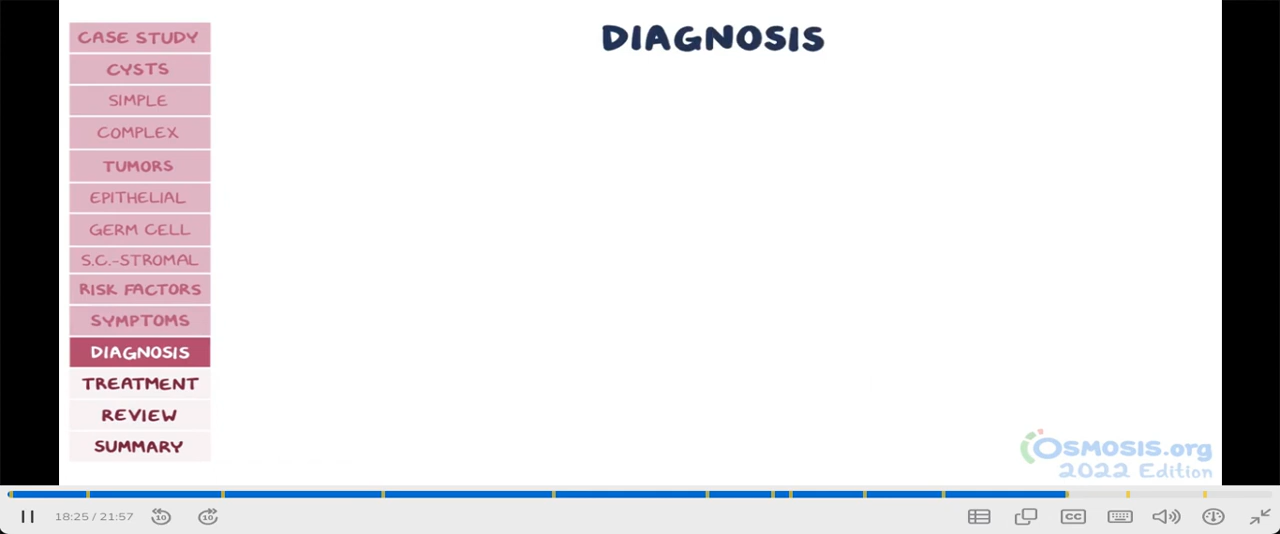 DIAGNOSIS
CASE STUDY
CYSTS
SIMPLE
COMPLEX
TUMORS
EPITHELIAL
GERM CELL
S.C.-STROMAL
RISK FACTORS
SYMPTOMS
DIAGNOSIS
TREATMENT
REVIEW
SUMMARY
OSMOSIS.org
2022 Edition
18:25 / 21:57
10
10
CC